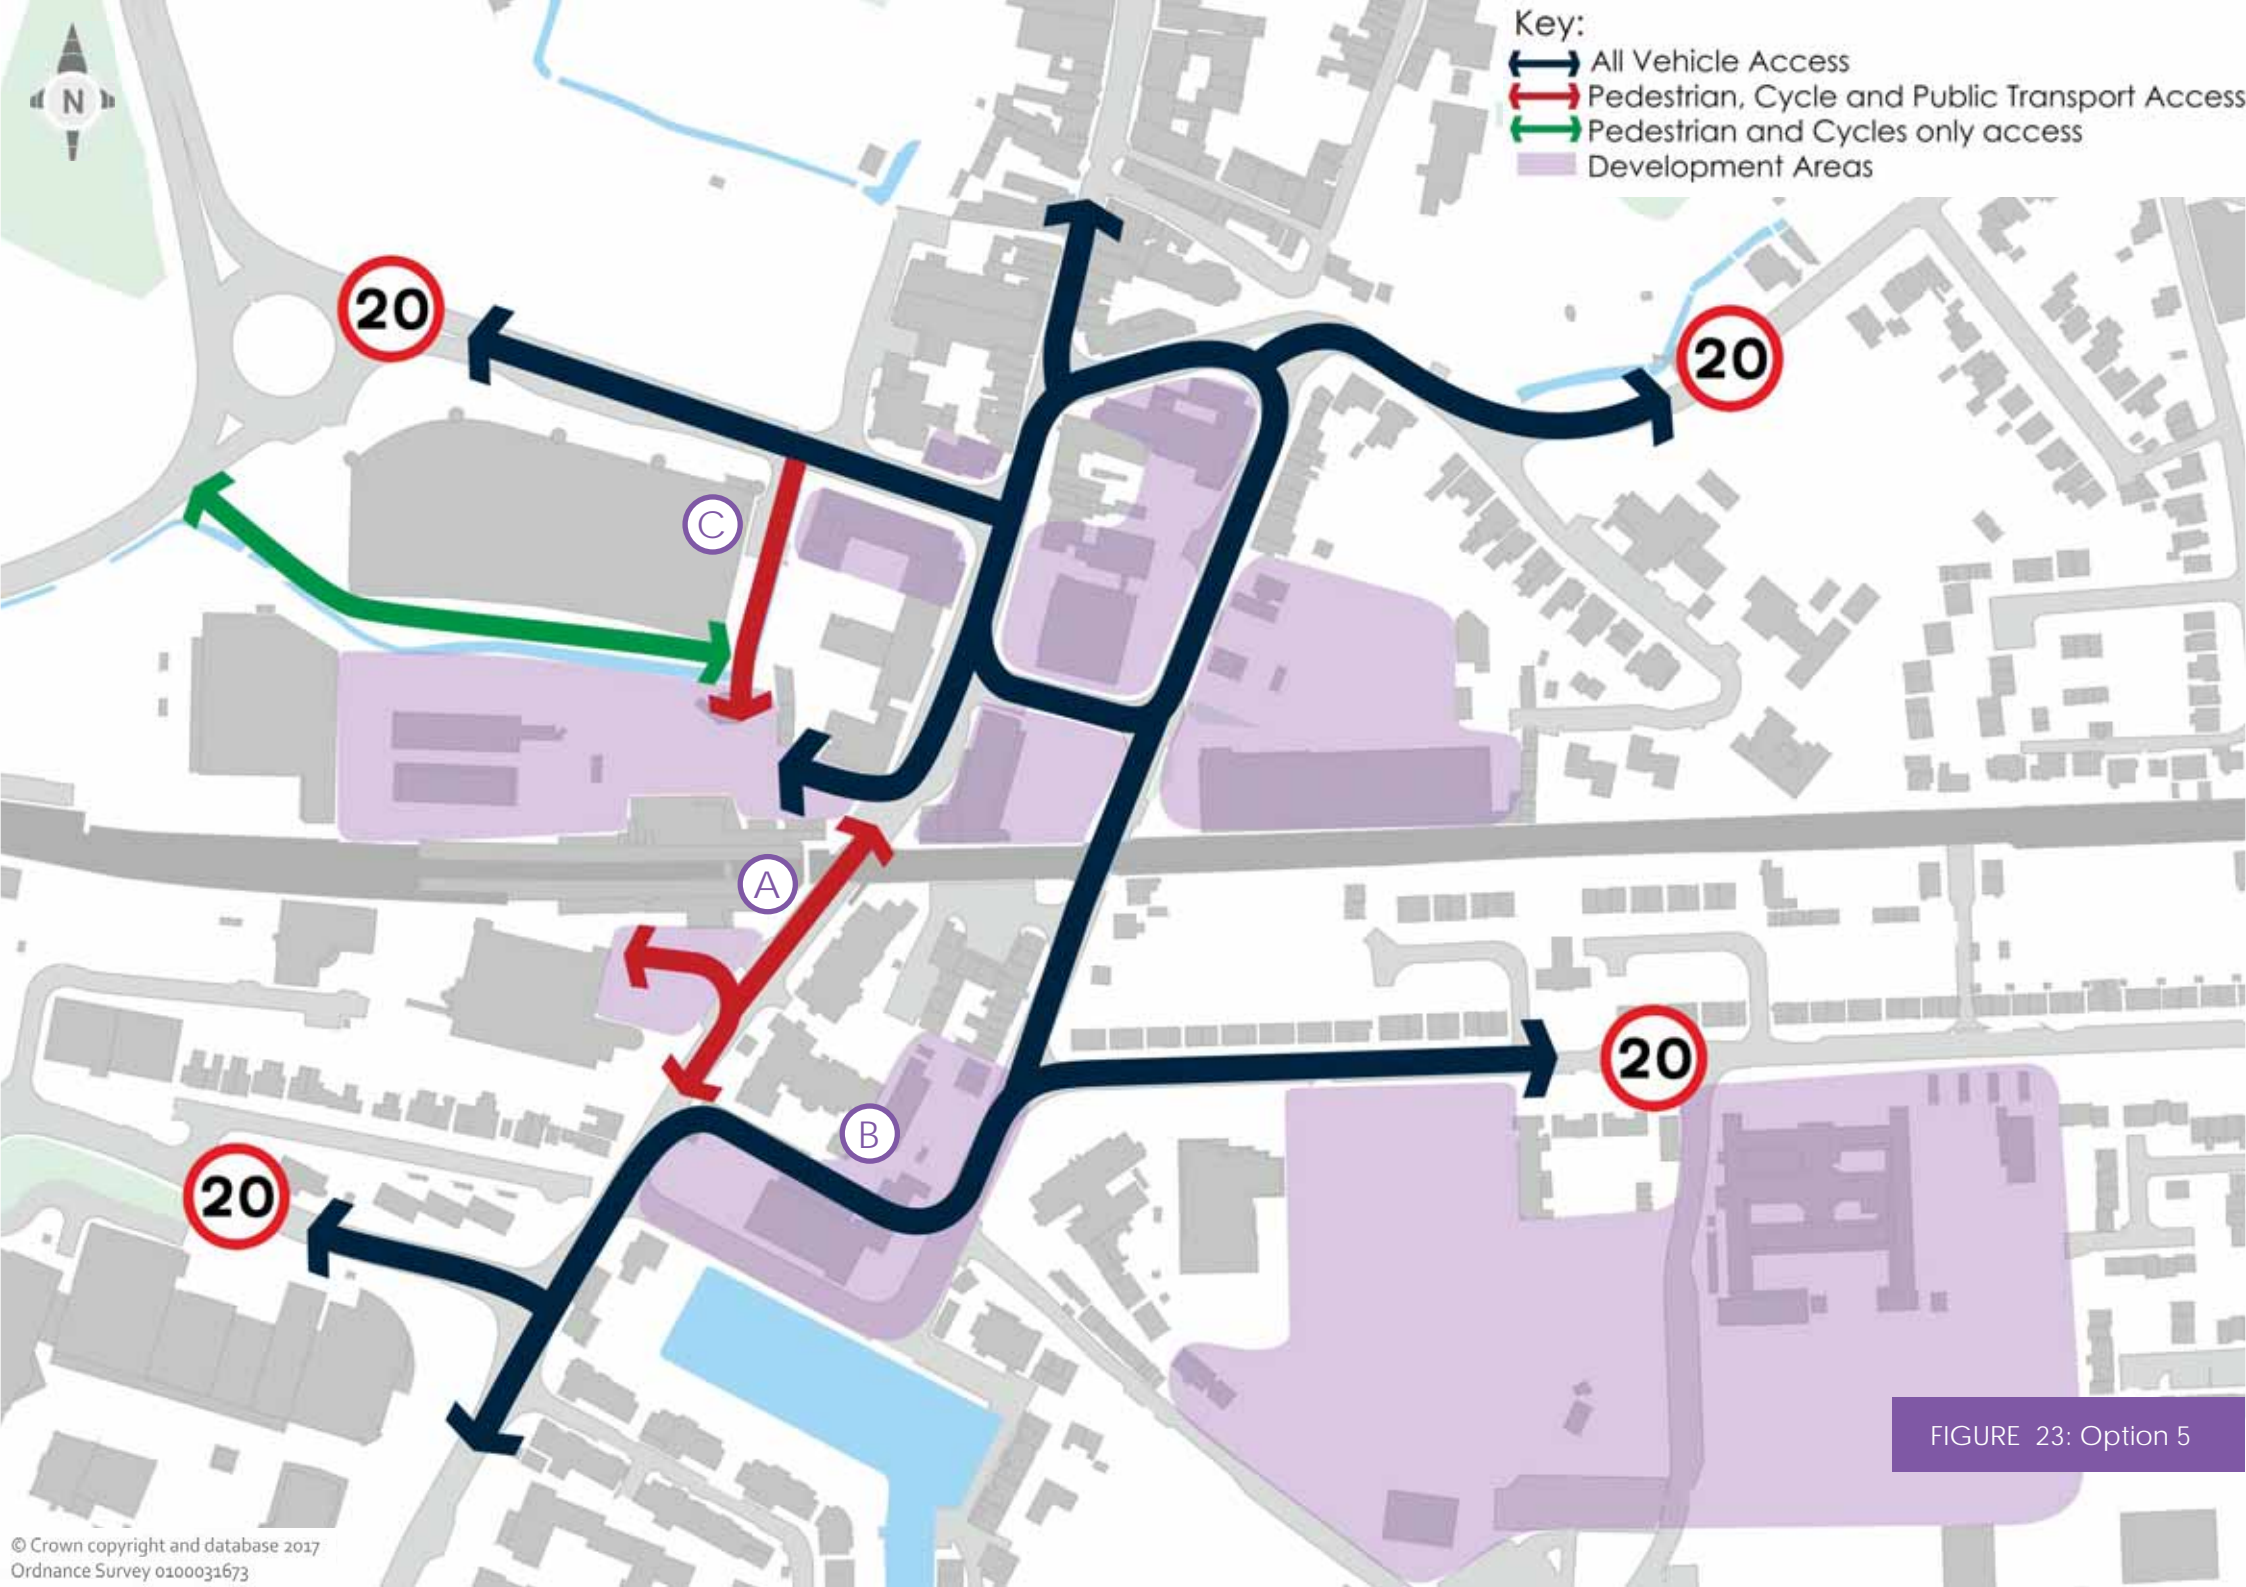 Key:
All Vehicle Access
Pedestrian, Cycle and Public Transport Access
Pedestrian and Cycles only access
Development Areas
N
20
20
C
A
20
B
20
FIGURE 23: Option 5
© Crown copyright and database 2017
Ordnance Survey 0100031673